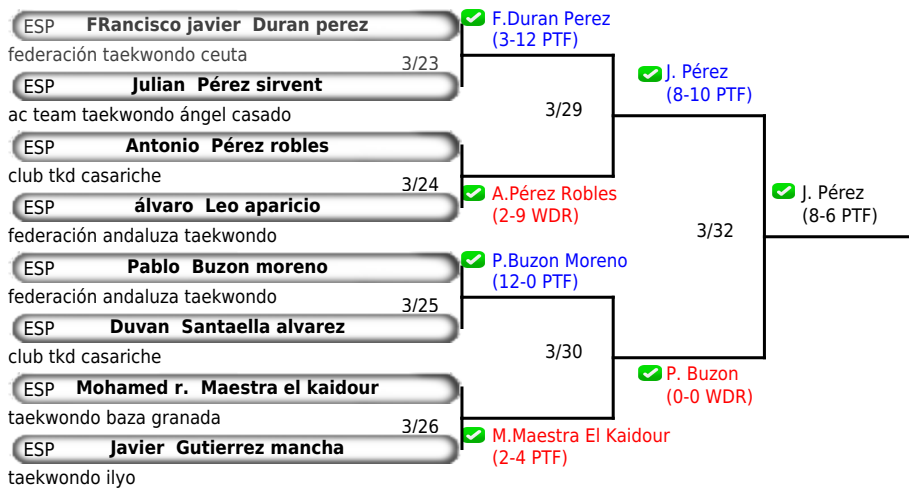 ESP FRancisco javier Duran perez
federación taekwondo ceuta
3/23
ESP Julian Pérez sirvent
ac team taekwondo ángel casado
ESP Antonio Pérez robles
club tkd casariche
3/24
ESP álvaro Leo aparicio
federación andaluza taekwondo
ESP Pablo Buzon moreno
federación andaluza taekwondo
3/25
ESP Duvan Santaella alvarez
club tkd casariche
ESP Mohamed r. Maestra el kaidour
taekwondo baza granada
3/26
ESP Javier Gutierrez mancha
taekwondo ilyo
F.Duran Perez
(3-12 PTF)
3/29
A.Pérez Robles
(2-9 WDR)
P.Buzon Moreno
(12-0 PTF)
3/30
M.Maestra El Kaidour
(2-4 PTF)
J. Pérez
(8-10 PTF)
3/32
P. Buzon
(0-0 WDR)
J. Pérez
(8-6 PTF)